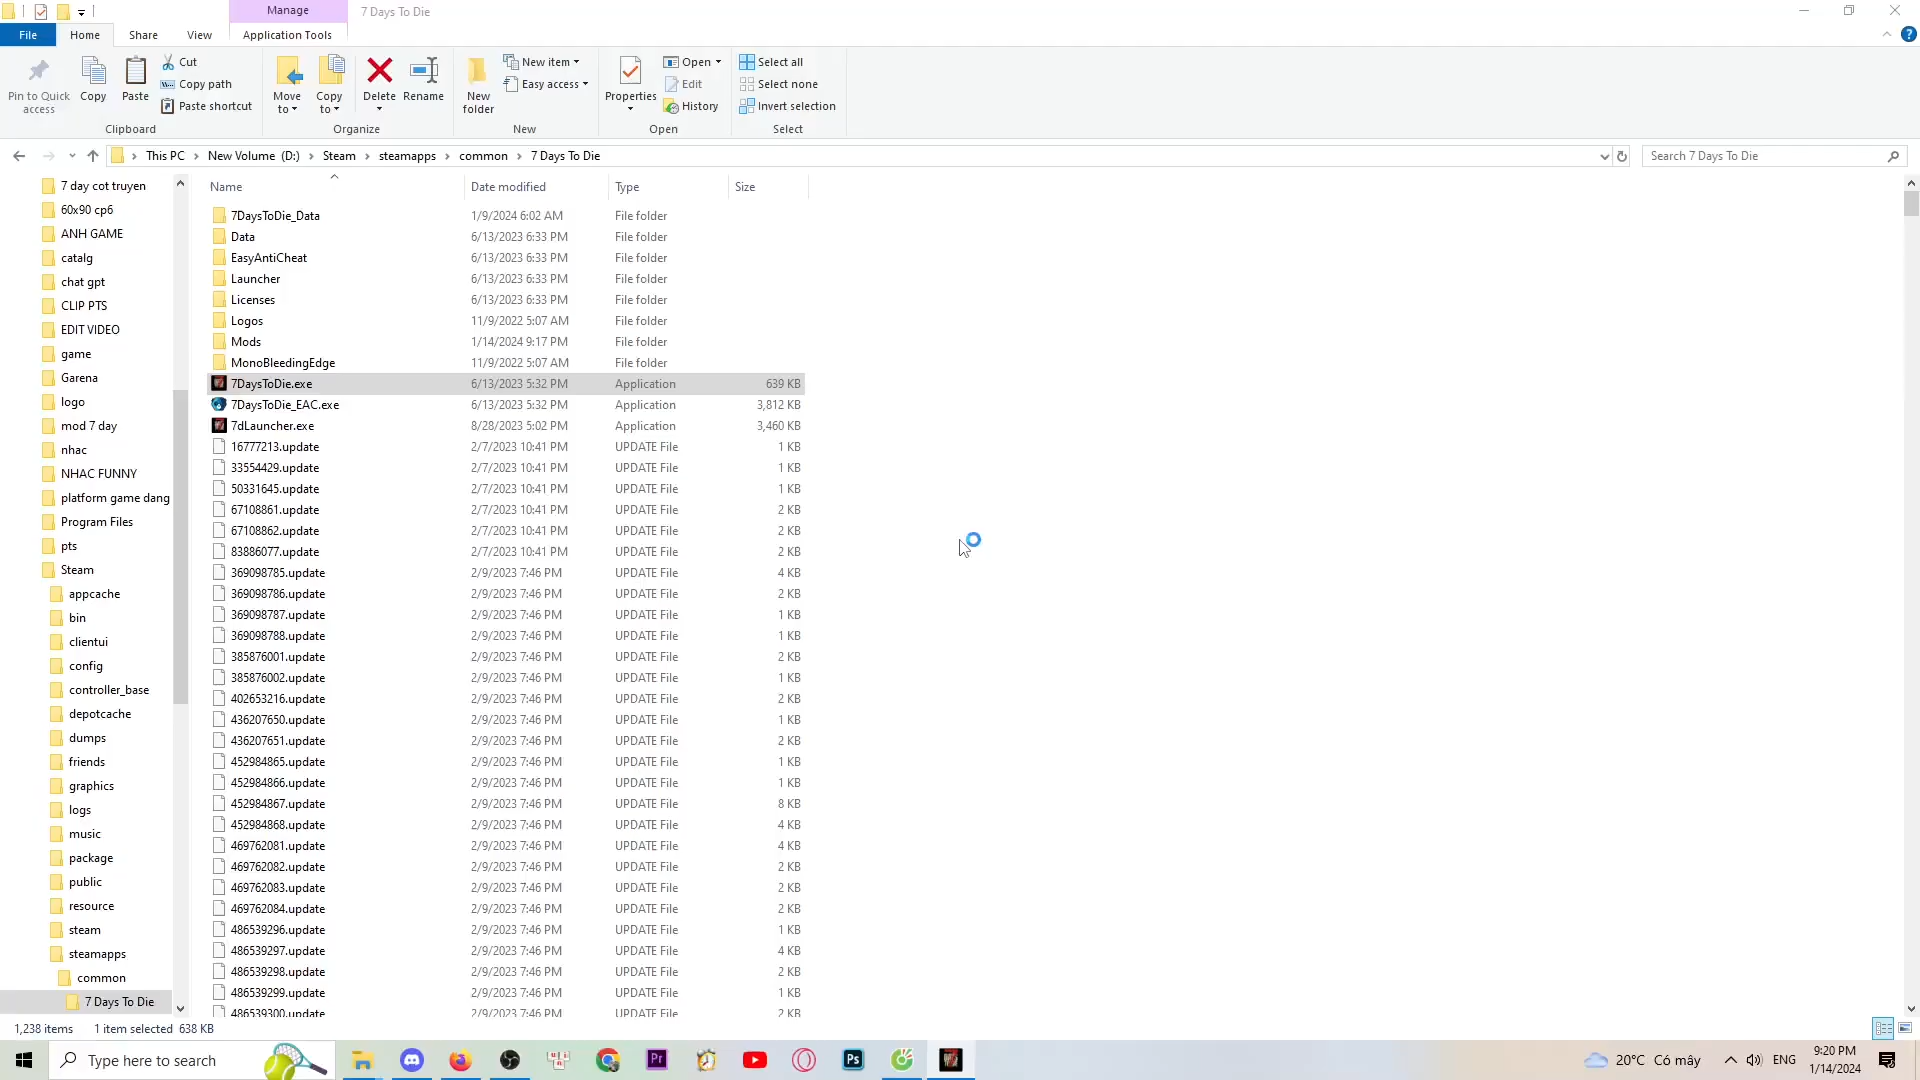 Manage
7 Days To Die
File
Home
Share
View
Application Tools
Pin to Quick access
Copy
Paste
Cut
Copy path
Paste shortcut
Clipboard
Move to
Copy to
Delete
Rename
Organize
New folder
New item
Easy access
New
Properties
Open
Edit
History
Open
Select all
Select none
Invert selection
Select
This PC > New Volume (D:) > Steam > steamapps > common > 7 Days To Die
Search 7 Days To Die
7 day cot truyen
60x90 cp6
ANH GAME
catalg
chat gpt
CLIP PTS
EDIT VIDEO
game
Garena
logo
mod 7 day
nhac
NHAC FUNNY
platform game dang
Program Files
pts
Steam
appcache
bin
clientui
config
controller_base
depotcache
dumps
friends
graphics
logs
music
package
public
resource
steam
steamapps
common
7 Days To Die
Name Date modified Type Size
7DaysToDie_Data 1/9/2024 6:02 AM File folder
Data 6/13/2023 6:33 PM File folder
EasyAntiCheat 6/13/2023 6:33 PM File folder
Launcher 6/13/2023 6:33 PM File folder
Licenses 6/13/2023 6:33 PM File folder
Logos 11/9/2022 5:07 AM File folder
Mods 1/14/2024 9:17 PM File folder
MonoBleedingEdge 11/9/2022 5:07 AM File folder
7DaysToDie.exe 6/13/2023 5:32 PM Application 639 KB
7DaysToDie_EAC.exe 6/13/2023 5:32 PM Application 3,812 KB
7dLauncher.exe 8/28/2023 5:02 PM Application 3,460 KB
16777213.update 2/7/2023 10:41 PM UPDATE File 1 KB
33554429.update 2/7/2023 10:41 PM UPDATE File 1 KB
50331645.update 2/7/2023 10:41 PM UPDATE File 1 KB
67108861.update 2/7/2023 10:41 PM UPDATE File 2 KB
67108862.update 2/7/2023 10:41 PM UPDATE File 2 KB
83886077.update 2/7/2023 10:41 PM UPDATE File 2 KB
369098785.update 2/9/2023 7:46 PM UPDATE File 4 KB
369098786.update 2/9/2023 7:46 PM UPDATE File 2 KB
369098787.update 2/9/2023 7:46 PM UPDATE File 1 KB
369098788.update 2/9/2023 7:46 PM UPDATE File 1 KB
385876001.update 2/9/2023 7:46 PM UPDATE File 2 KB
385876002.update 2/9/2023 7:46 PM UPDATE File 1 KB
402653216.update 2/9/2023 7:46 PM UPDATE File 2 KB
436207650.update 2/9/2023 7:46 PM UPDATE File 1 KB
436207651.update 2/9/2023 7:46 PM UPDATE File 2 KB
452984865.update 2/9/2023 7:46 PM UPDATE File 1 KB
452984866.update 2/9/2023 7:46 PM UPDATE File 1 KB
452984867.update 2/9/2023 7:46 PM UPDATE File 8 KB
452984868.update 2/9/2023 7:46 PM UPDATE File 4 KB
469762081.update 2/9/2023 7:46 PM UPDATE File 4 KB
469762082.update 2/9/2023 7:46 PM UPDATE File 2 KB
469762083.update 2/9/2023 7:46 PM UPDATE File 2 KB
469762084.update 2/9/2023 7:46 PM UPDATE File 2 KB
486539296.update 2/9/2023 7:46 PM UPDATE File 1 KB
486539297.update 2/9/2023 7:46 PM UPDATE File 4 KB
486539298.update 2/9/2023 7:46 PM UPDATE File 2 KB
486539299.update 2/9/2023 7:46 PM UPDATE File 1 KB
486539300.update 2/9/2023 7:46 PM UPDATE File 2 KB
1,238 items 1 item selected 638 KB
Type here to search
Pr
Ps
20°C Có mây
ENG
9:20 PM
1/14/2024